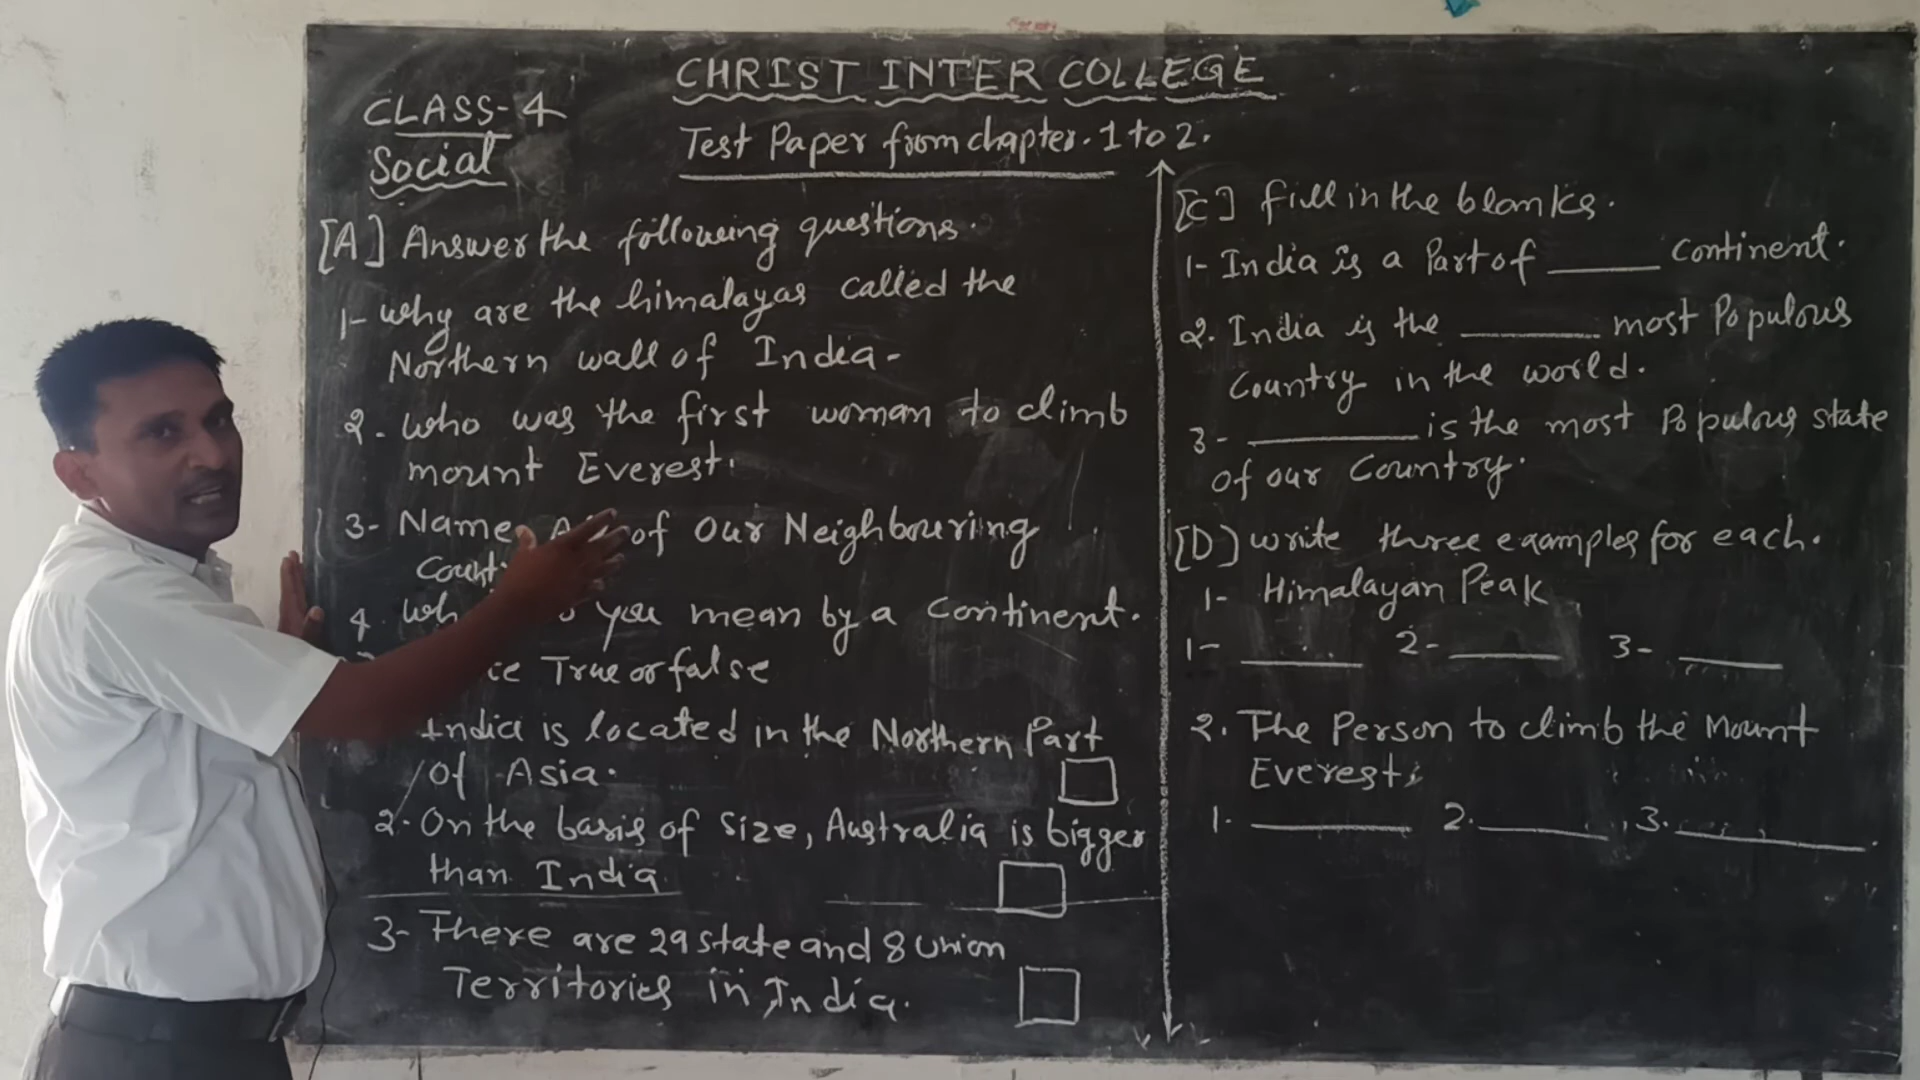 CHRIST INTER COLLEGE
CLASS-4
Social
Test Paper from chapter. 1 to 2.
[A] Answer the following questions.
1- why are the himalayas called the
Northern wall of India-
2- who was the first woman to climb
mount Everest.
3- Name of our Neighbouring
4. you mean by a continent.
True or false
India is located in the Northern Part
of Asia.
2. On the basis of size, Australia is bigger
than India
3- There are 29 state and 8 union
Territories in India.
[C] fill in the blanks.
1- India is a Part of ______ continent.
2. India is the ______ most Populous
Country in the world.
3- ______ is the most Populous state
of our Country.
[D] write three examples for each.
1- Himalayan Peak
1- ______ 2- ______ 3- ______
2. The Person to climb the Mount
Everest;
1. ______ 2. ______ 3. ______